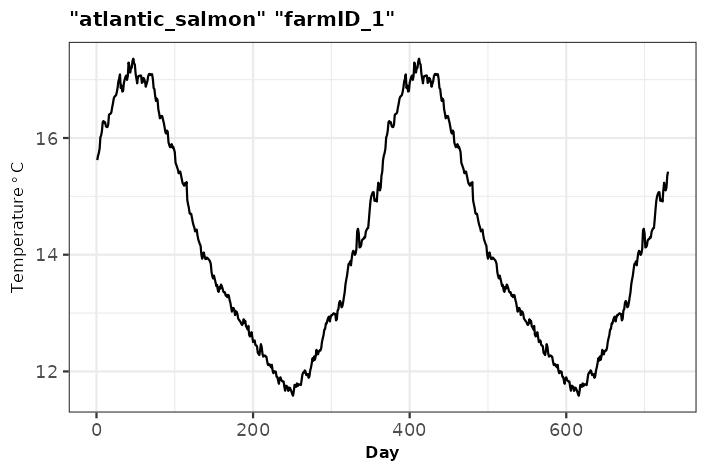 "atlantic_salmon" "farmID_1"
Temperature ° C
16
14
12
0 200 400 600
Day